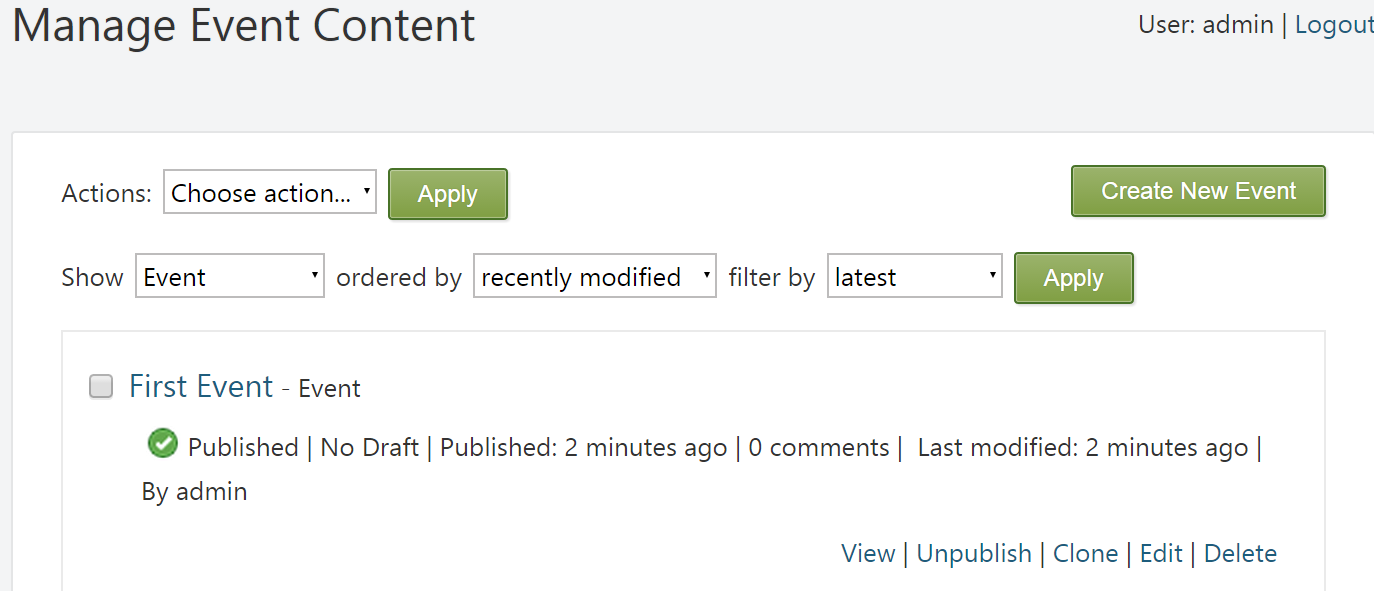 Manage Event Content
User: admin | Logout
Actions: Choose action... Apply
Create New Event
Show Event ordered by recently modified filter by latest Apply
First Event - Event
Published | No Draft | Published: 2 minutes ago | 0 comments | Last modified: 2 minutes ago |
By admin
View | Unpublish | Clone | Edit | Delete